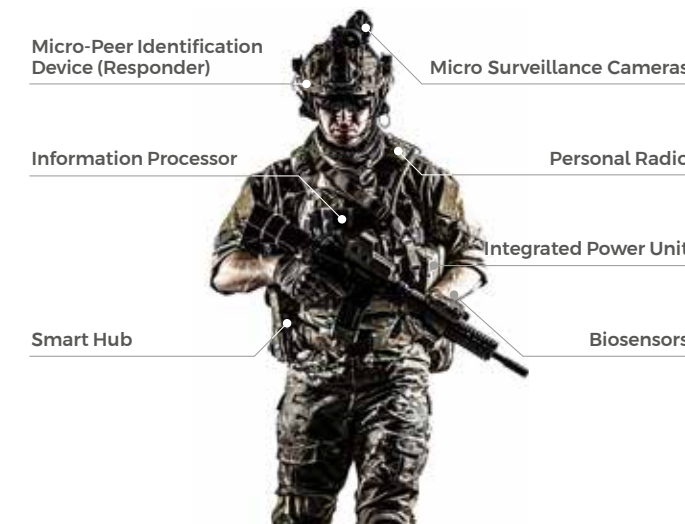 Micro-Peer Identification
Device (Responder)
Micro Surveillance Cameras
Information Processor
Personal Radio
Integrated Power Unit
Smart Hub
Biosensors